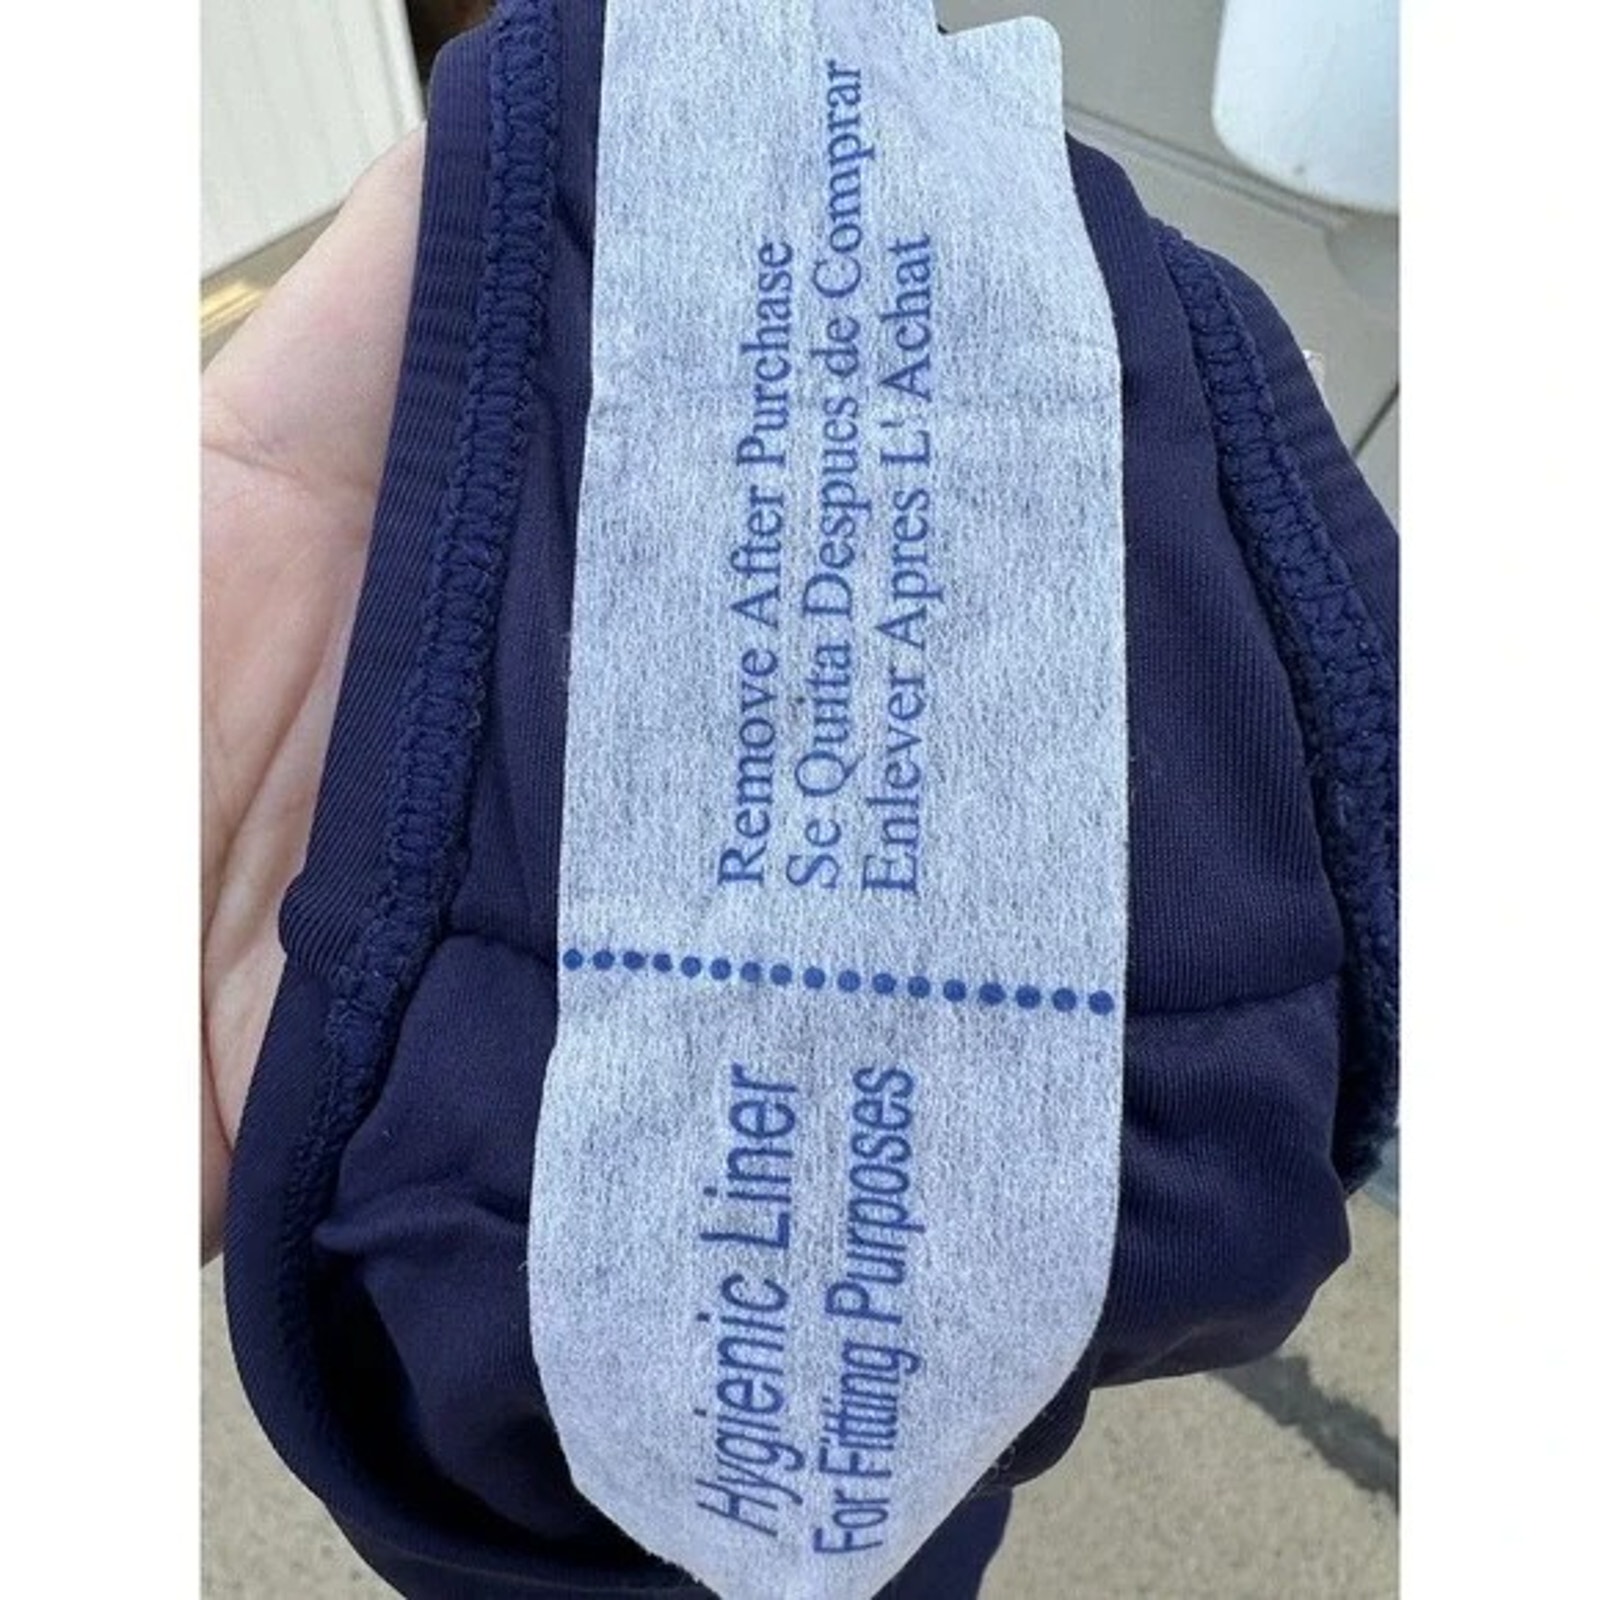 Remove After Purchase
Se Quita Despues de Comprar
Enlever Apres L' Achat
Hygienic Liner
For Fitting Purposes